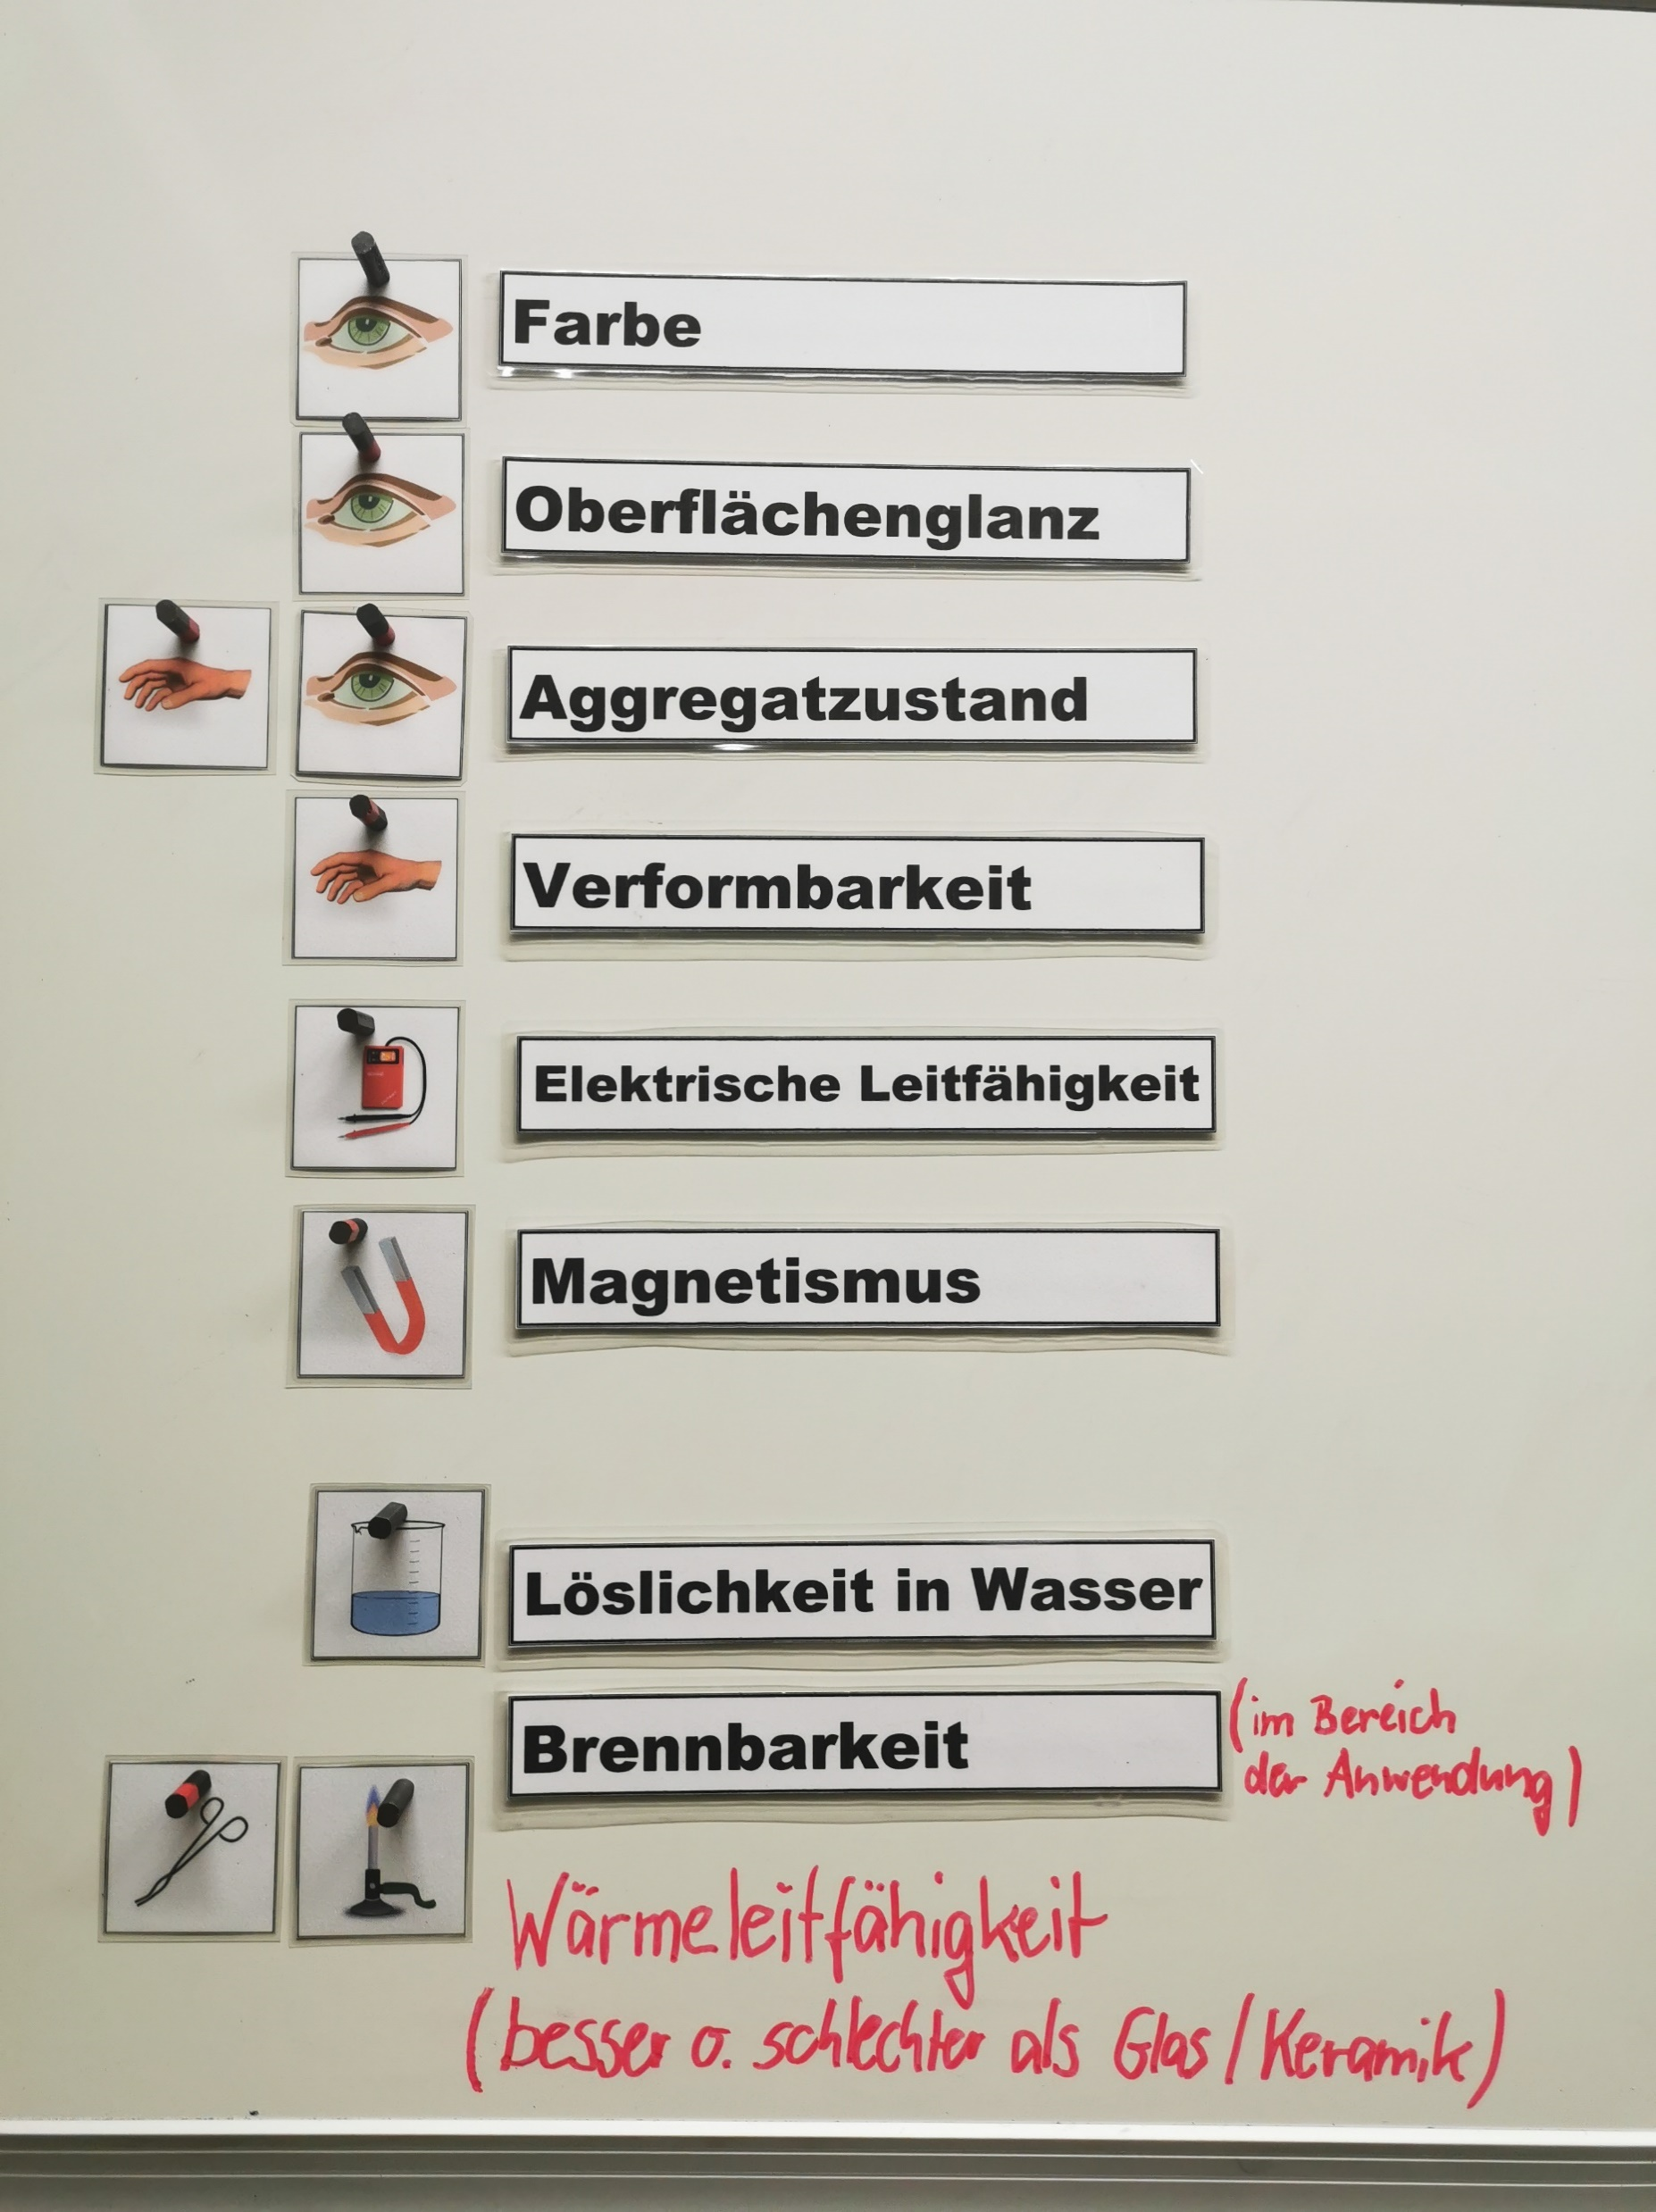 Farbe
Oberflächenglanz
Aggregatzustand
Verformbarkeit
Elektrische Leitfähigkeit
Magnetismus
Löslichkeit in Wasser
Brennbarkeit
(im Bereich
der Anwendung)
Wärmeleitfähigkeit
(besser o. schlechter als Glas/Keramik)